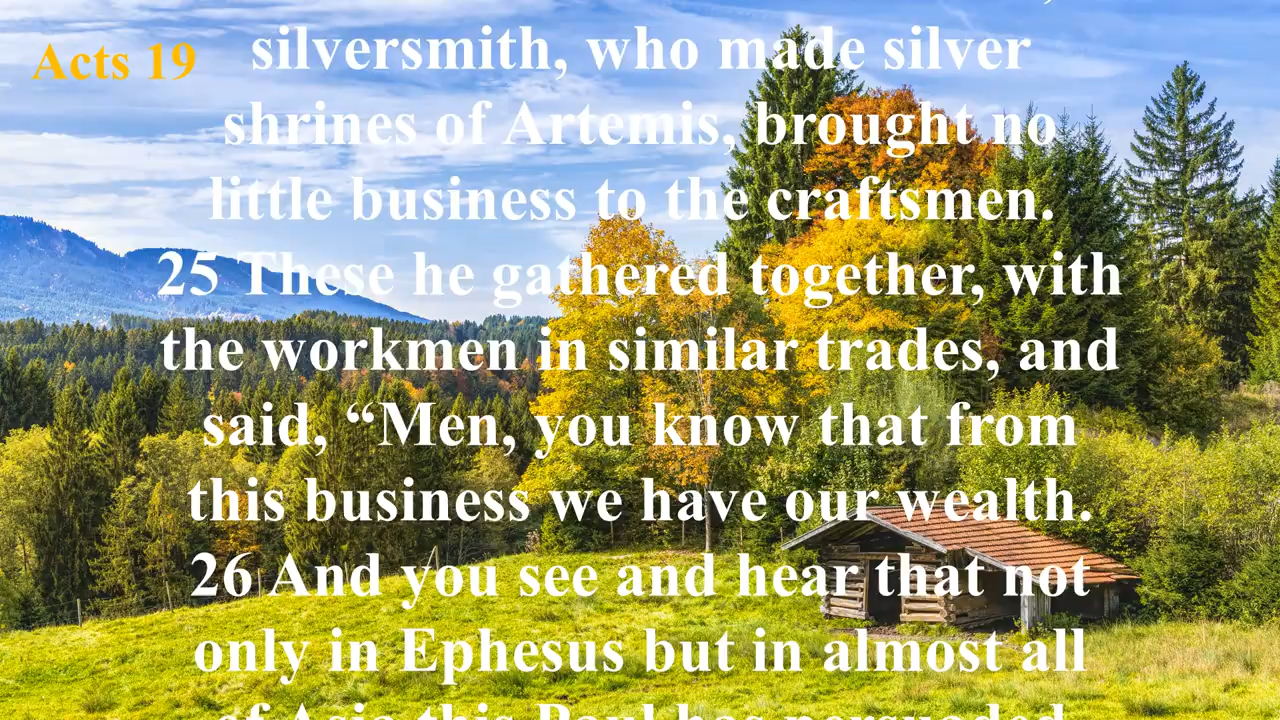 Acts 19
silversmith, who made silver
shrines of Artemis, brought no
little business to the craftsmen.
25 These he gathered together, with
the workmen in similar trades, and
said, “Men, you know that from
this business we have our wealth.
26 And you see and hear that not
only in Ephesus but in almost all
of Asia this Paul has persuaded